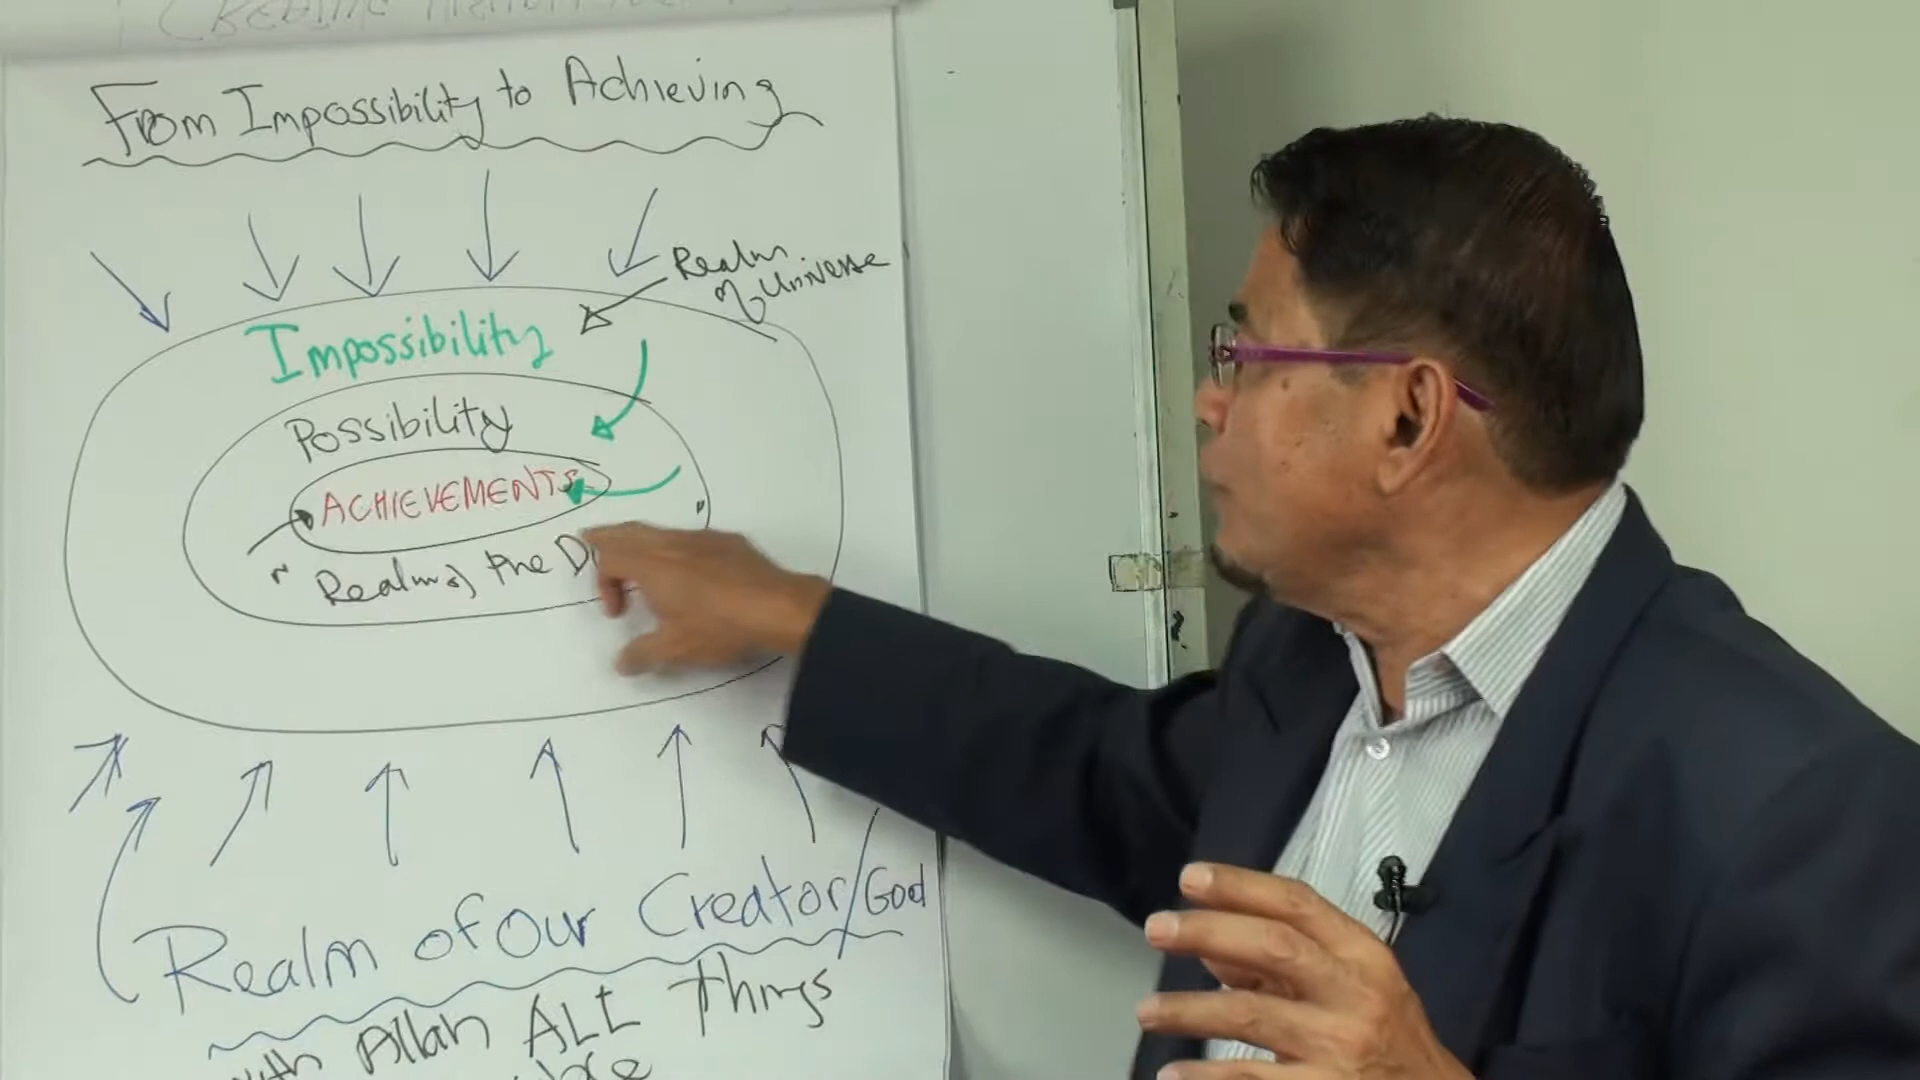 From Impossibility to Achieving
Realm
of Universe
Impossibility
Possibility
ACHIEVEMENTS
Realm of the
Realm of our Creator/God
with Allah ALL Things